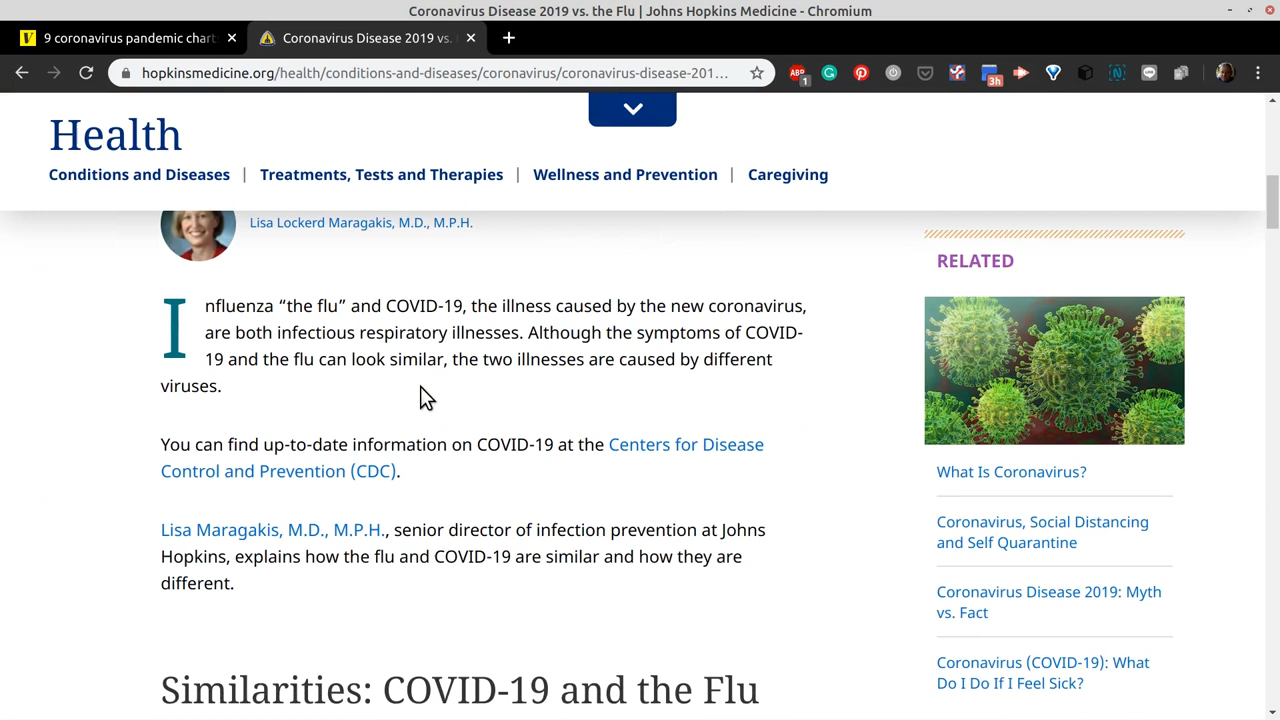 Coronavirus Disease 2019 vs. the Flu | Johns Hopkins Medicine - Chromium
9 coronavirus pandemic chart
Coronavirus Disease 2019 vs.
hopkinsmedicine.org/health/conditions-and-diseases/coronavirus/coronavirus-disease-201...
ABP
1
3h
Health
Conditions and Diseases | Treatments, Tests and Therapies | Wellness and Prevention | Caregiving
Lisa Lockerd Maragakis, M.D., M.P.H.
Influenza “the flu” and COVID-19, the illness caused by the new coronavirus,
are both infectious respiratory illnesses. Although the symptoms of COVID-
19 and the flu can look similar, the two illnesses are caused by different
viruses.
You can find up-to-date information on COVID-19 at the Centers for Disease
Control and Prevention (CDC).
Lisa Maragakis, M.D., M.P.H., senior director of infection prevention at Johns
Hopkins, explains how the flu and COVID-19 are similar and how they are
different.
Similarities: COVID-19 and the Flu
RELATED
What Is Coronavirus?
Coronavirus, Social Distancing
and Self Quarantine
Coronavirus Disease 2019: Myth
vs. Fact
Coronavirus (COVID-19): What
Do I Do If I Feel Sick?